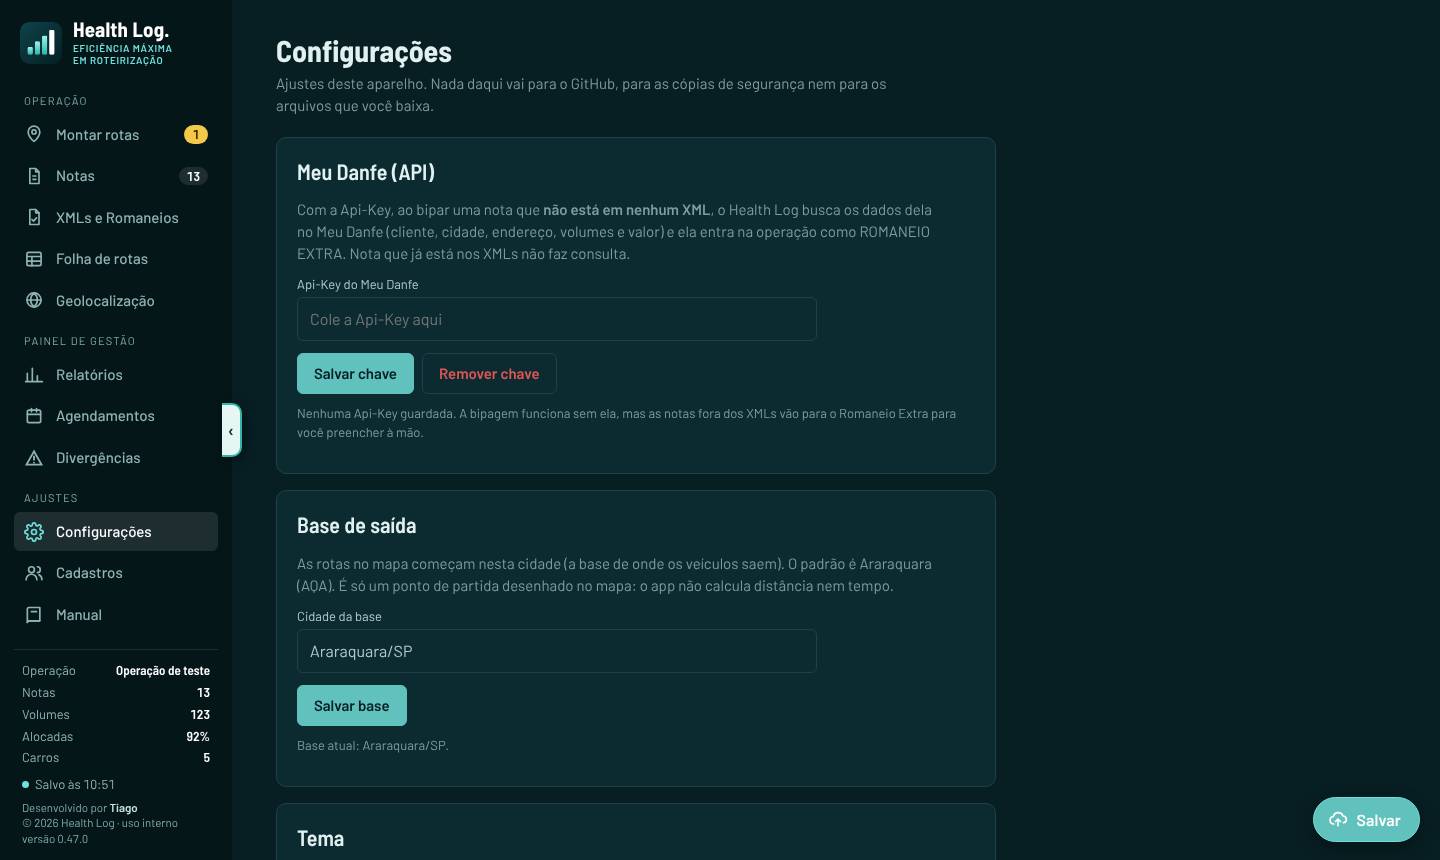 Health Log.
EFICIÊNCIA MÁXIMA
EM ROTEIRIZAÇÃO
OPERAÇÃO
Montar rotas 1
Notas 13
XMLs e Romaneios
Folha de rotas
Geolocalização
PAINEL DE GESTÃO
Relatórios
Agendamentos
Divergências
AJUSTES
Configurações
Cadastros
Manual
Operação Operação de teste
Notas 13
Volumes 123
Alocadas 92%
Carros 5
Salvo às 10:51
Desenvolvido por Tiago
© 2026 Health Log · uso interno
versão 0.47.0
‹
Configurações
Ajustes deste aparelho. Nada daqui vai para o GitHub, para as cópias de segurança nem para os
arquivos que você baixa.
Meu Danfe (API)
Com a Api-Key, ao bipar uma nota que não está em nenhum XML, o Health Log busca os dados dela
no Meu Danfe (cliente, cidade, endereço, volumes e valor) e ela entra na operação como ROMANEIO
EXTRA. Nota que já está nos XMLs não faz consulta.
Api-Key do Meu Danfe
Cole a Api-Key aqui
Salvar chave Remover chave
Nenhuma Api-Key guardada. A bipagem funciona sem ela, mas as notas fora dos XMLs vão para o Romaneio Extra para
você preencher à mão.
Base de saída
As rotas no mapa começam nesta cidade (a base de onde os veículos saem). O padrão é Araraquara
(AQA). É só um ponto de partida desenhado no mapa: o app não calcula distância nem tempo.
Cidade da base
Araraquara/SP
Salvar base
Base atual: Araraquara/SP.
Tema
Salvar